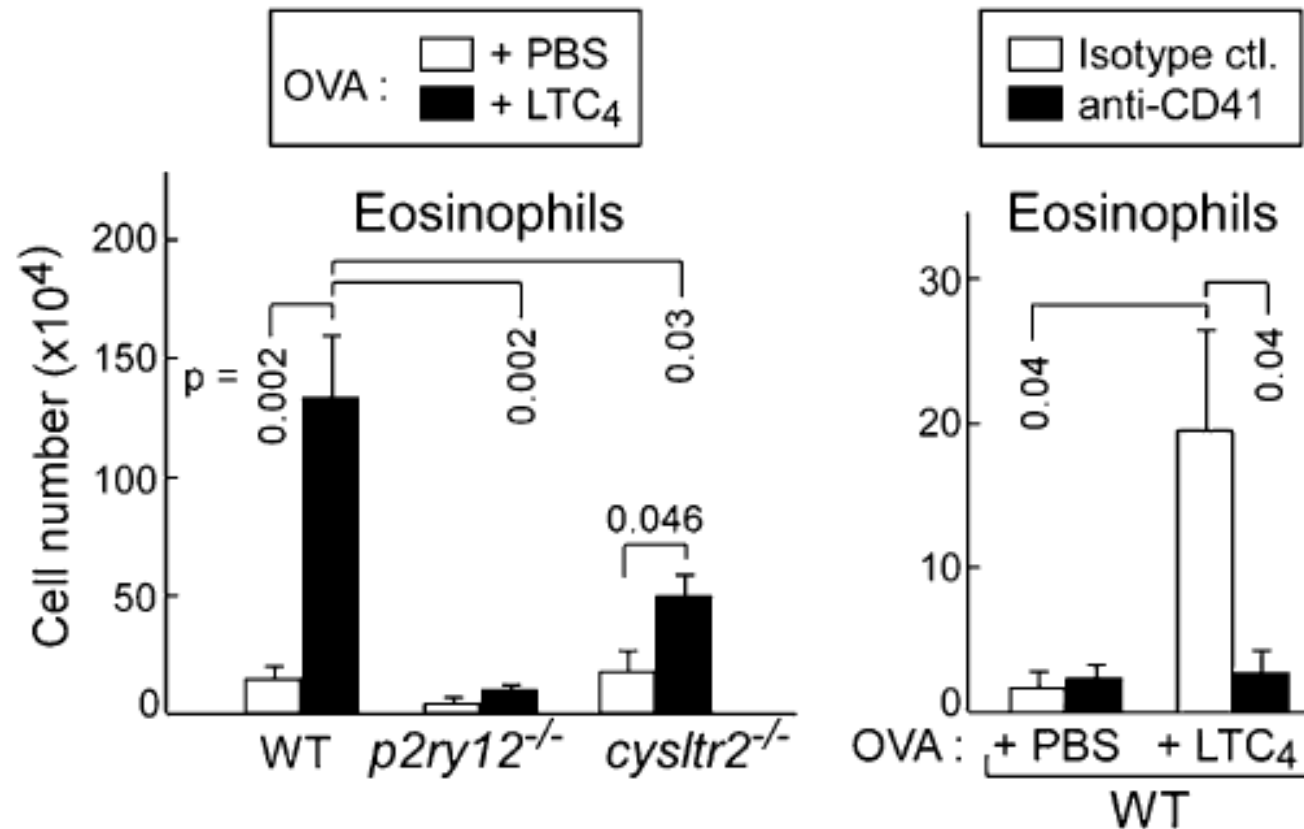 OVA : + PBS
+ LTC4
Eosinophils
Cell number (x10⁴)
200
150
100
50
0
p = 0.002
0.002
0.03
0.046
WT p2ry12-/- cysltr2-/-
Isotype ctl.
anti-CD41
Eosinophils
30
20
10
0
0.04
0.04
OVA : + PBS + LTC4
WT